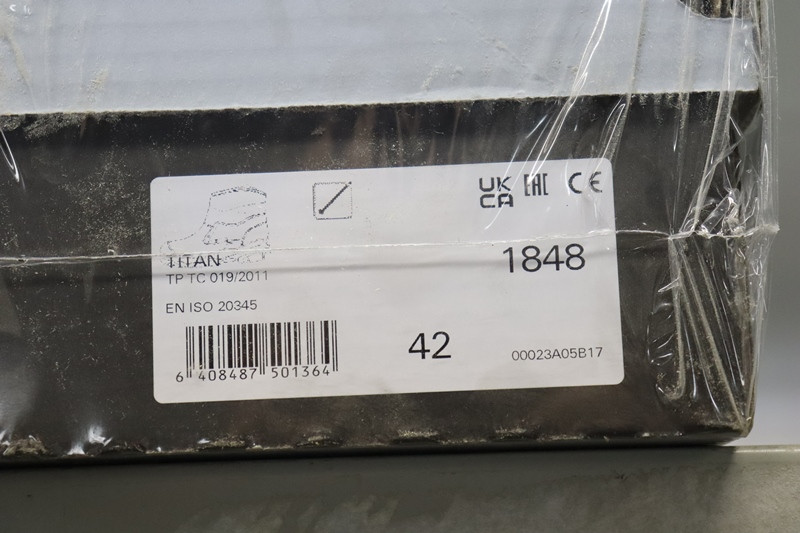 UK
CA EAC CE
TITAN
TP TC 019/2011
1848
EN ISO 20345
6 408487 501364
42
00023A05B17